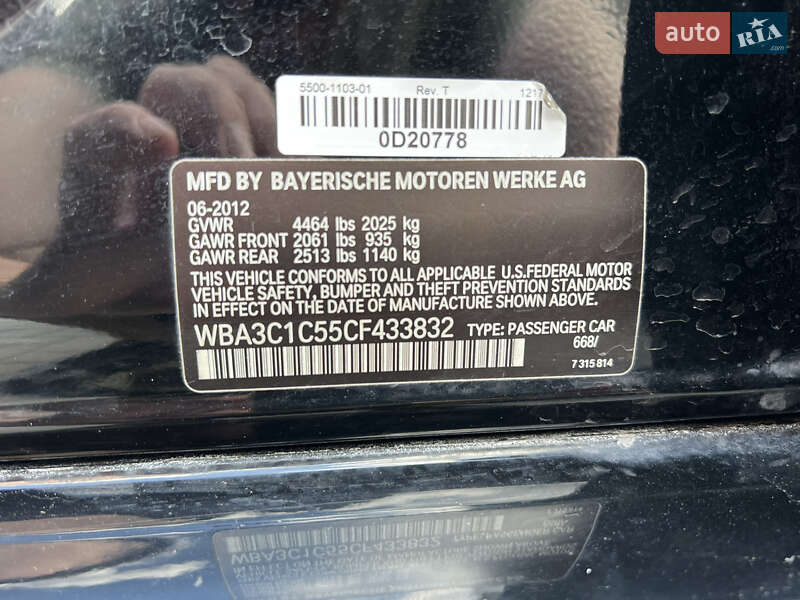 auto RIA
5500-1103-01 Rev. T 1217
0D20778
MFD BY BAYERISCHE MOTOREN WERKE AG
06-2012
GVWR 4464 lbs 2025 kg
GAWR FRONT 2061 lbs 935 kg
GAWR REAR 2513 lbs 1140 kg
THIS VEHICLE CONFORMS TO ALL APPLICABLE U.S.FEDERAL MOTOR
VEHICLE SAFETY, BUMPER AND THEFT PREVENTION STANDARDS
IN EFFECT ON THE DATE OF MANUFACTURE SHOWN ABOVE.
WBA3C1C55CF433832 TYPE: PASSENGER CAR
668/
7 315 814
WBA3C1C55CF433832